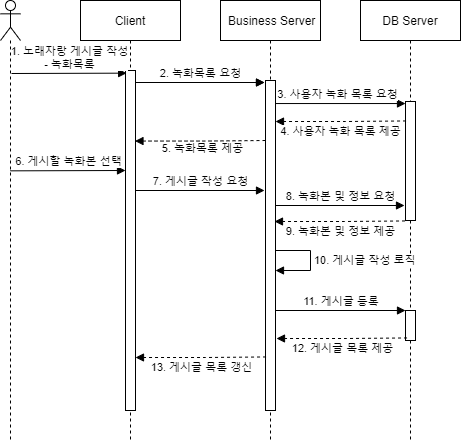 Client
Business Server
DB Server
1. 노래자랑 게시글 작성
- 녹화목록
2. 녹화목록 요청
3. 사용자 녹화 목록 요청
4. 사용자 녹화 목록 제공
5. 녹화목록 제공
6. 게시할 녹화본 선택
7. 게시글 작성 요청
8. 녹화본 및 정보 요청
9. 녹화본 및 정보 제공
10. 게시글 작성 로직
11. 게시글 등록
12. 게시글 목록 제공
13. 게시글 목록 갱신